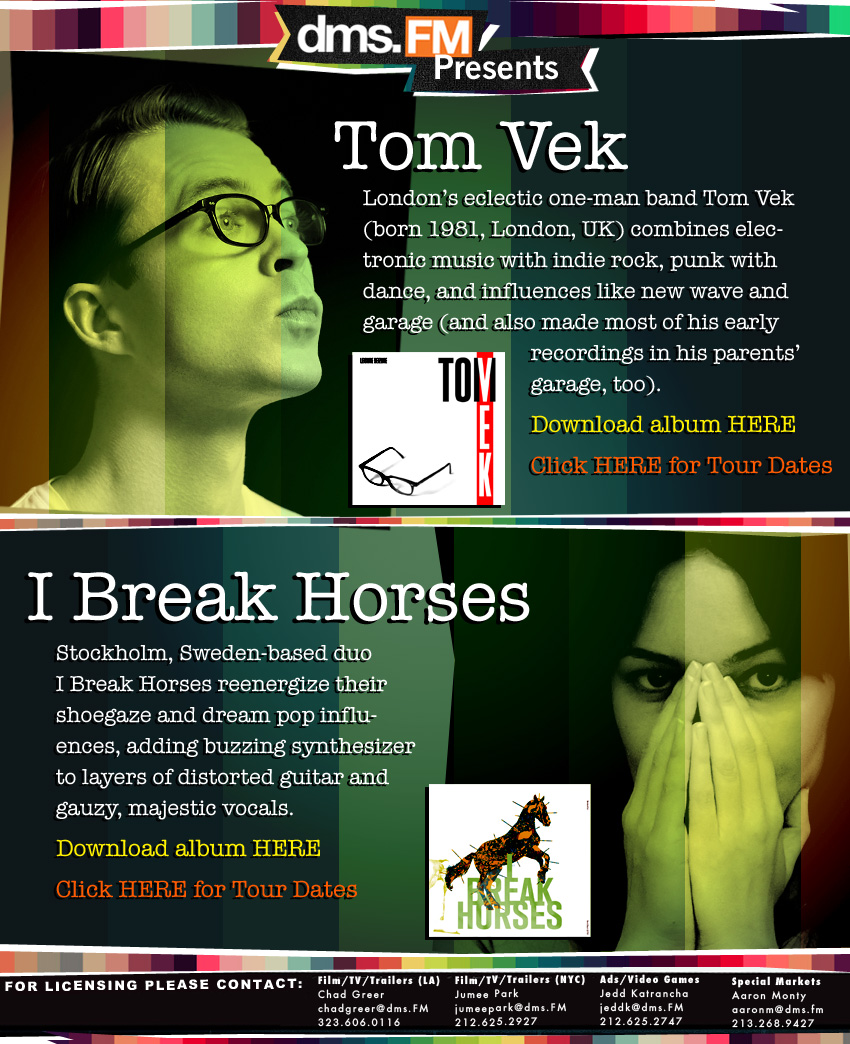 dms.FM
Presents
Tom Vek
London's eclectic one-man band Tom Vek
(born 1981, London, UK) combines elec-
tronic music with indie rock, punk with
dance, and influences like new wave and
garage (and also made most of his early
recordings in his parents'
garage, too).
TOM
VEK
Download album HERE
Click HERE for Tour Dates
I Break Horses
Stockholm, Sweden-based duo
I Break Horses reenergize their
shoegaze and dream pop influ-
ences, adding buzzing synthesizer
to layers of distorted guitar and
gauzy, majestic vocals.
Download album HERE
Click HERE for Tour Dates
I
BREAK
HORSES
FOR LICENSING PLEASE CONTACT:
Film/TV/Trailers (LA)
Chad Greer
chadgreer@dms.FM
323.606.0116
Film/TV/Trailers (NYC)
Jumee Park
jumeepark@dms.FM
212.625.2927
Ads/Video Games
Jedd Katrancha
jeddk@dms.FM
212.625.2747
Special Markets
Aaron Monty
aaronm@dms.fm
213.268.9427